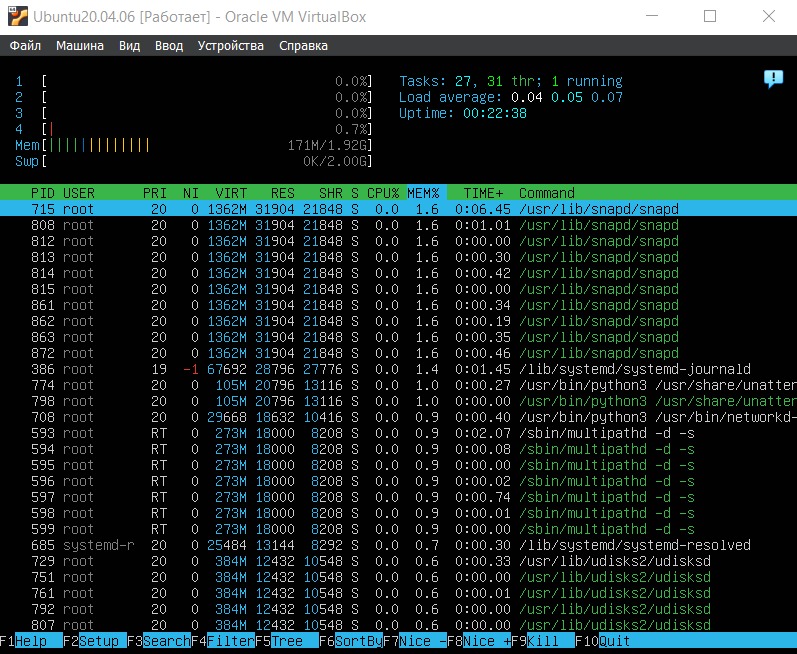 Ubuntu20.04.06 [Работает] - Oracle VM VirtualBox
Файл Машина Вид Ввод Устройства Справка
1 [ 0.0%] Tasks: 27, 31 thr; 1 running
2 [ 0.0%] Load average: 0.04 0.05 0.07
3 [ 0.0%] Uptime: 00:22:38
4 [| 0.7%]
Mem[||||||||||||| 171M/1.92G]
Swp[ 0K/2.00G]
PID USER PRI NI VIRT RES SHR S CPU% MEM% TIME+ Command
715 root 20 0 1362M 31904 21848 S 0.0 1.6 0:06.45 /usr/lib/snapd/snapd
808 root 20 0 1362M 31904 21848 S 0.0 1.6 0:01.01 /usr/lib/snapd/snapd
812 root 20 0 1362M 31904 21848 S 0.0 1.6 0:00.00 /usr/lib/snapd/snapd
813 root 20 0 1362M 31904 21848 S 0.0 1.6 0:00.30 /usr/lib/snapd/snapd
814 root 20 0 1362M 31904 21848 S 0.0 1.6 0:00.42 /usr/lib/snapd/snapd
815 root 20 0 1362M 31904 21848 S 0.0 1.6 0:00.00 /usr/lib/snapd/snapd
861 root 20 0 1362M 31904 21848 S 0.0 1.6 0:00.34 /usr/lib/snapd/snapd
862 root 20 0 1362M 31904 21848 S 0.0 1.6 0:00.19 /usr/lib/snapd/snapd
863 root 20 0 1362M 31904 21848 S 0.0 1.6 0:00.35 /usr/lib/snapd/snapd
872 root 20 0 1362M 31904 21848 S 0.0 1.6 0:00.46 /usr/lib/snapd/snapd
386 root 19 -1 67692 28796 27776 S 0.0 1.4 0:01.45 /lib/systemd/systemd-journald
774 root 20 0 105M 20796 13116 S 0.0 1.0 0:00.27 /usr/bin/python3 /usr/share/unatten
798 root 20 0 105M 20796 13116 S 0.0 1.0 0:00.00 /usr/bin/python3 /usr/share/unatten
708 root 20 0 29668 18632 10416 S 0.0 0.9 0:00.40 /usr/bin/python3 /usr/bin/networkd-
593 root RT 0 273M 18000 8208 S 0.0 0.9 0:02.07 /sbin/multipathd -d -s
594 root RT 0 273M 18000 8208 S 0.0 0.9 0:00.08 /sbin/multipathd -d -s
595 root RT 0 273M 18000 8208 S 0.0 0.9 0:00.00 /sbin/multipathd -d -s
596 root RT 0 273M 18000 8208 S 0.0 0.9 0:00.02 /sbin/multipathd -d -s
597 root RT 0 273M 18000 8208 S 0.0 0.9 0:00.74 /sbin/multipathd -d -s
598 root RT 0 273M 18000 8208 S 0.0 0.9 0:00.01 /sbin/multipathd -d -s
599 root RT 0 273M 18000 8208 S 0.0 0.9 0:00.00 /sbin/multipathd -d -s
685 systemd-r 20 0 25484 13144 8292 S 0.0 0.7 0:00.30 /lib/systemd/systemd-resolved
729 root 20 0 384M 12432 10548 S 0.0 0.6 0:00.33 /usr/lib/udisks2/udisksd
751 root 20 0 384M 12432 10548 S 0.0 0.6 0:00.00 /usr/lib/udisks2/udisksd
761 root 20 0 384M 12432 10548 S 0.0 0.6 0:00.01 /usr/lib/udisks2/udisksd
792 root 20 0 384M 12432 10548 S 0.0 0.6 0:00.00 /usr/lib/udisks2/udisksd
807 root 20 0 384M 12432 10548 S 0.0 0.6 0:00.01 /usr/lib/udisks2/udisksd
F1Help F2Setup F3SearchF4FilterF5Tree F6SortByF7Nice -F8Nice +F9Kill F10Quit